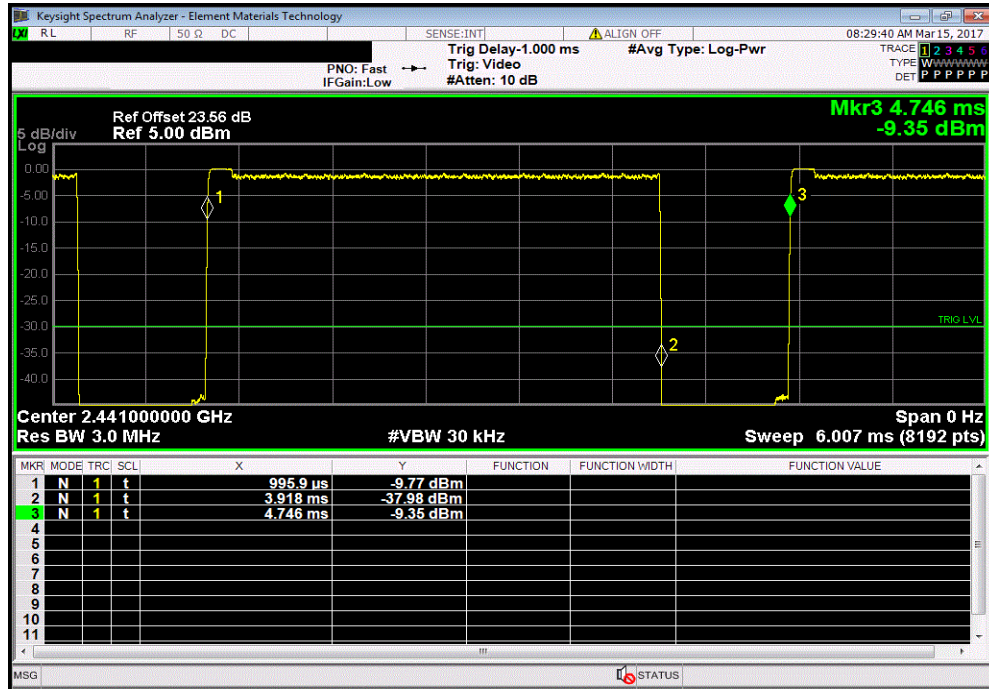 Keysight Spectrum Analyzer - Element Materials Technology
LXI RL RF 50 Ω DC SENSE:INT ALIGN OFF 08:29:40 AM Mar 15, 2017
Trig Delay-1.000 ms #Avg Type: Log-Pwr TRACE 1 2 3 4 5 6
PNO: Fast Trig: Video TYPE WWWWWW
IFGain:Low #Atten: 10 dB DET P P P P P P
Mkr3 4.746 ms
-9.35 dBm
Ref Offset 23.56 dB
5 dB/div Ref 5.00 dBm
Log
0.00
-5.00
-10.0
-15.0
-20.0
-25.0
-30.0
-35.0
-40.0
1
2
3
TRIG LVL
Center 2.441000000 GHz Span 0 Hz
Res BW 3.0 MHz #VBW 30 kHz Sweep 6.007 ms (8192 pts)
MKR MODE TRC SCL X Y FUNCTION FUNCTION WIDTH FUNCTION VALUE
1 N 1 t 995.9 µs -9.77 dBm
2 N 1 t 3.918 ms -37.98 dBm
3 N 1 t 4.746 ms -9.35 dBm
4
5
6
7
8
9
10
11
MSG STATUS